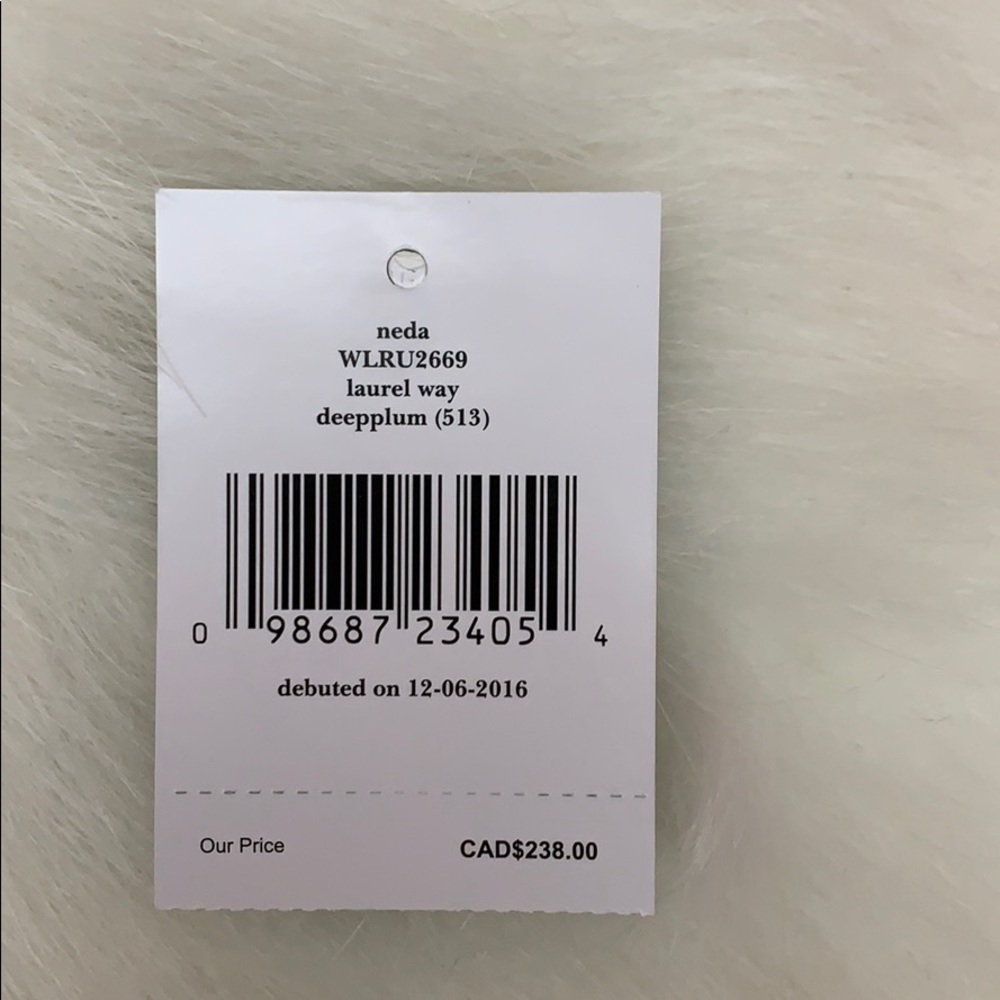 neda
WLRU2669
laurel way
deepplum (513)
0 98687 23405 4
debuted on 12-06-2016
Our Price CAD$238.00